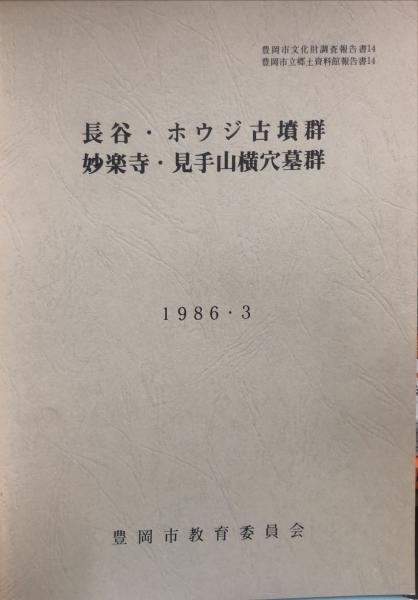 豊岡市文化財調査報告書14
豊岡市立郷土資料館報告書14
長谷・ホウジ古墳群
妙楽寺・見手山横穴墓群
1986・3
豊岡市教育委員会